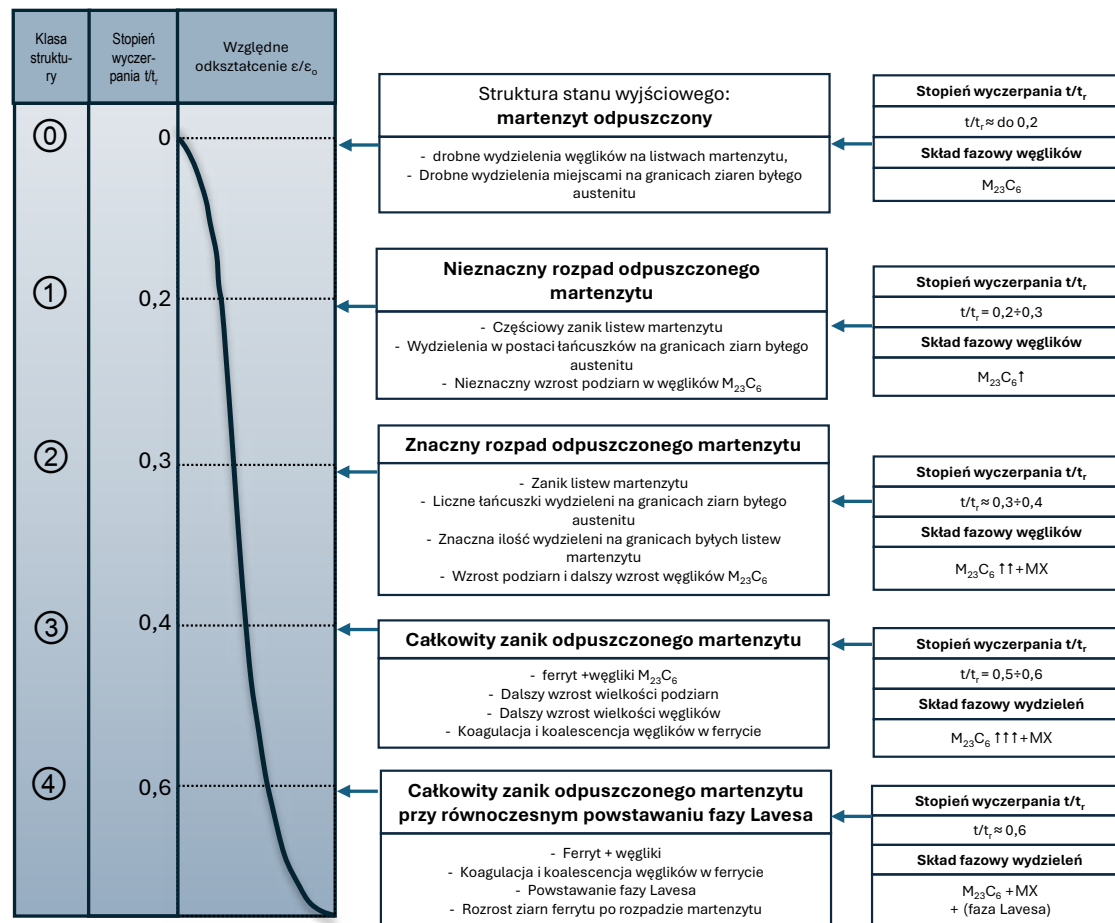 Klasa
struktu-
ry
Stopień
wyczer-
pania t/tᵣ
Względne
odkształcenie ε/εₒ
0
0
1
0,2
2
0,3
3
0,4
4
0,6
Struktura stanu wyjściowego:
martenzyt odpuszczony
- drobne wydzielenia węglików na listwach martenzytu,
- Drobne wydzielenia miejscami na granicach ziaren byłego
austenitu
Stopień wyczerpania t/tᵣ
t/tᵣ ≈ do 0,2
Skład fazowy węglików
M₂₃C₆
Nieznaczny rozpad odpuszczonego
martenzytu
- Częściowy zanik listew martenzytu
- Wydzielenia w postaci łańcuszków na granicach ziarn byłego
austenitu
- Nieznaczny wzrost podziarn w węglików M₂₃C₆
Stopień wyczerpania t/tᵣ
t/tᵣ = 0,2÷0,3
Skład fazowy węglików
M₂₃C₆↑
Znaczny rozpad odpuszczonego martenzytu
- Zanik listew martenzytu
- Liczne łańcuszki wydzieleni na granicach ziarn byłego
austenitu
- Znaczna ilość wydzieleni na granicach byłych listew
martenzytu
- Wzrost podziarn i dalszy wzrost węglików M₂₃C₆
Stopień wyczerpania t/tᵣ
t/tᵣ ≈ 0,3÷0,4
Skład fazowy węglików
M₂₃C₆ ↑↑+MX
Całkowity zanik odpuszczonego martenzytu
- ferryt +węgliki M₂₃C₆
- Dalszy wzrost wielkości podziarn
- Dalszy wzrost wielkości węglików
- Koagulacja i koalescencja węglików w ferrycie
Stopień wyczerpania t/tᵣ
t/tᵣ = 0,5÷0,6
Skład fazowy wydzieleń
M₂₃C₆ ↑↑↑+MX
Całkowity zanik odpuszczonego martenzytu
przy równoczesnym powstawaniu fazy Lavesa
- Ferryt + węgliki
- Koagulacja i koalescencja węglików w ferrycie
- Powstawanie fazy Lavesa
- Rozrost ziarn ferrytu po rozpadzie martenzytu
Stopień wyczerpania t/tᵣ
t/tᵣ ≈ 0,6
Skład fazowy wydzieleń
M₂₃C₆ +MX
+ (faza Lavesa)